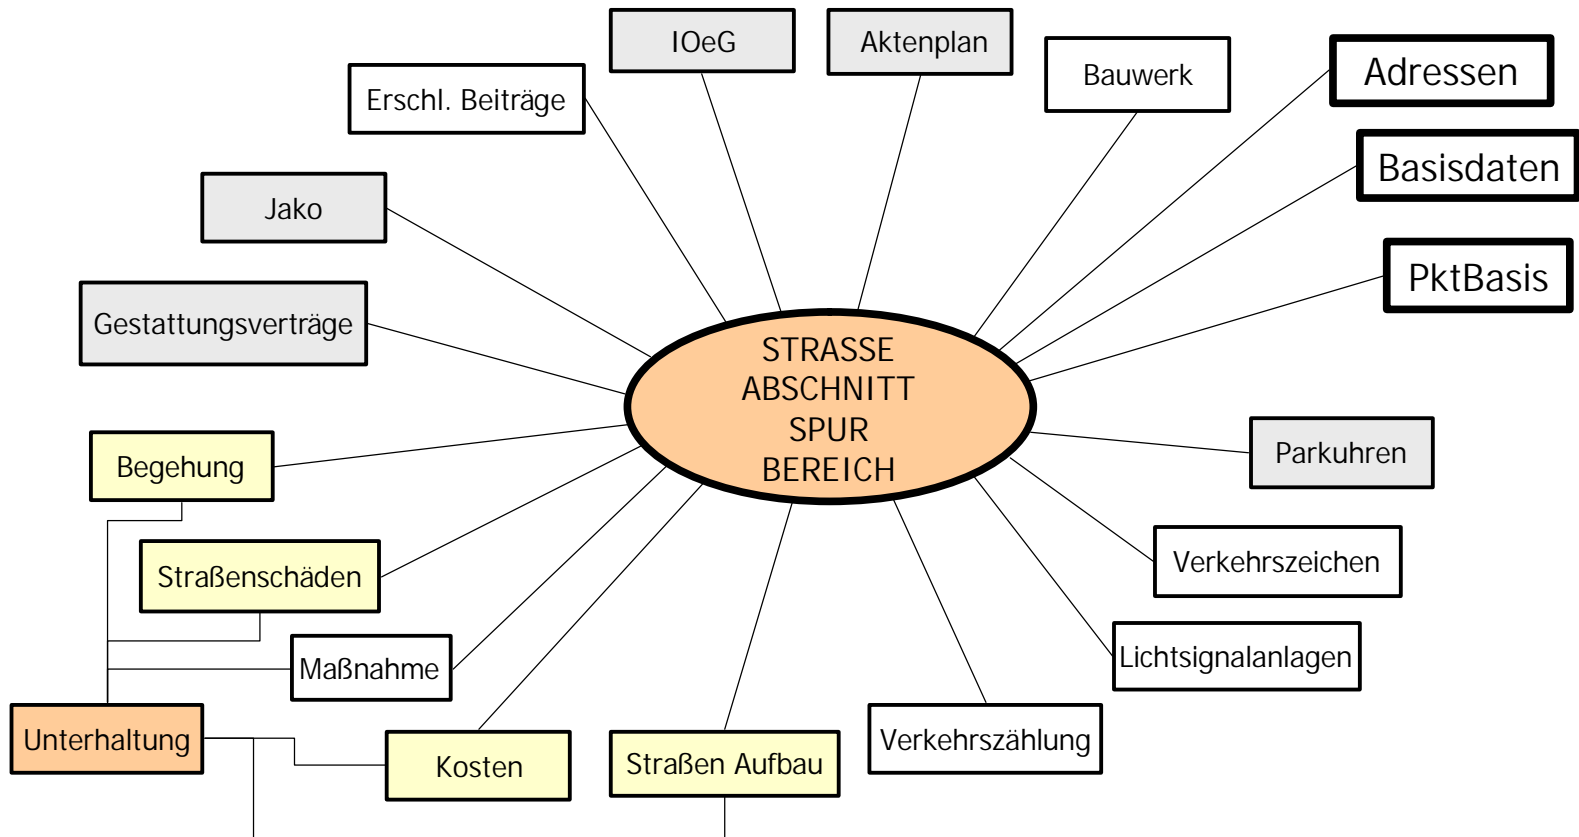 IOeG
Aktenplan
Bauwerk
Adressen
Erschl. Beiträge
Basisdaten
Jako
PktBasis
Gestattungsverträge
STRASSE
ABSCHNITT
SPUR
BEREICH
Begehung
Parkuhren
Straßenschäden
Verkehrszeichen
Maßnahme
Lichtsignalanlagen
Unterhaltung
Kosten
Straßen Aufbau
Verkehrszählung